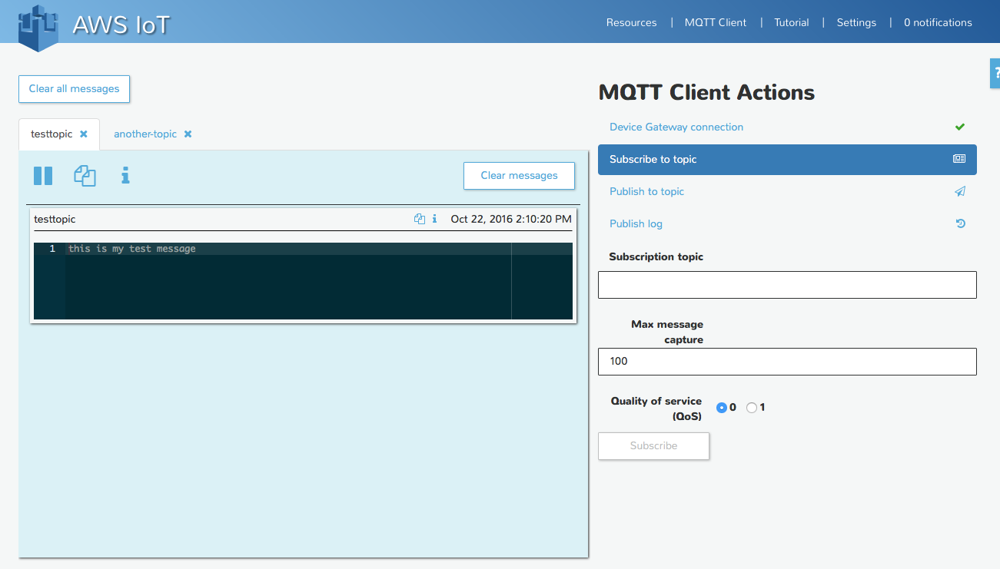 AWS IoT
Resources | MQTT Client | Tutorial | Settings | 0 notifications
?
Clear all messages
testtopic
another-topic
Clear messages
testtopic
Oct 22, 2016 2:10:20 PM
1 this is my test message
MQTT Client Actions
Device Gateway connection
Subscribe to topic
Publish to topic
Publish log
Subscription topic
Max message
capture
100
Quality of service
(QoS)
0 1
Subscribe